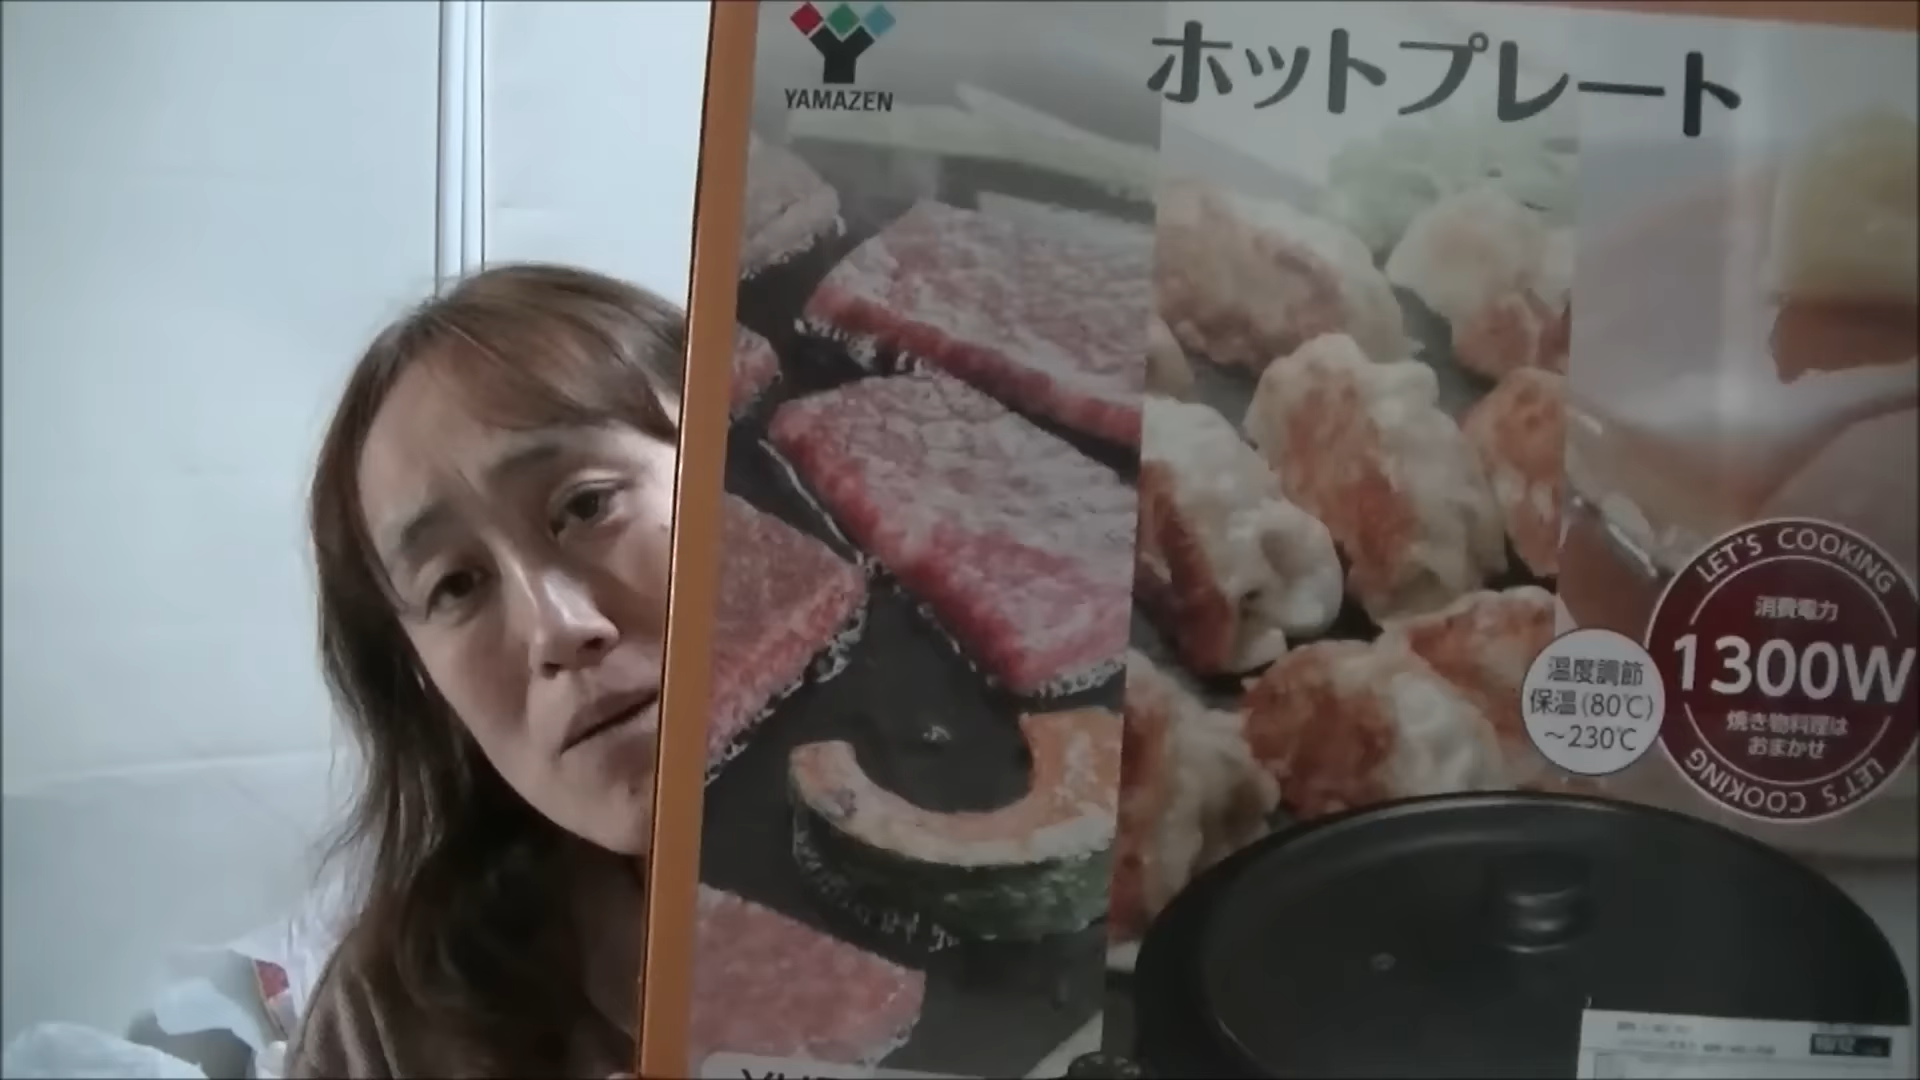 YAMAZEN
ホットプレート
LET'S COOKING
消費電力
1300W
焼き物料理は
おまかせ
LET'S COOKING
温度調節
保温(80℃)
～230℃